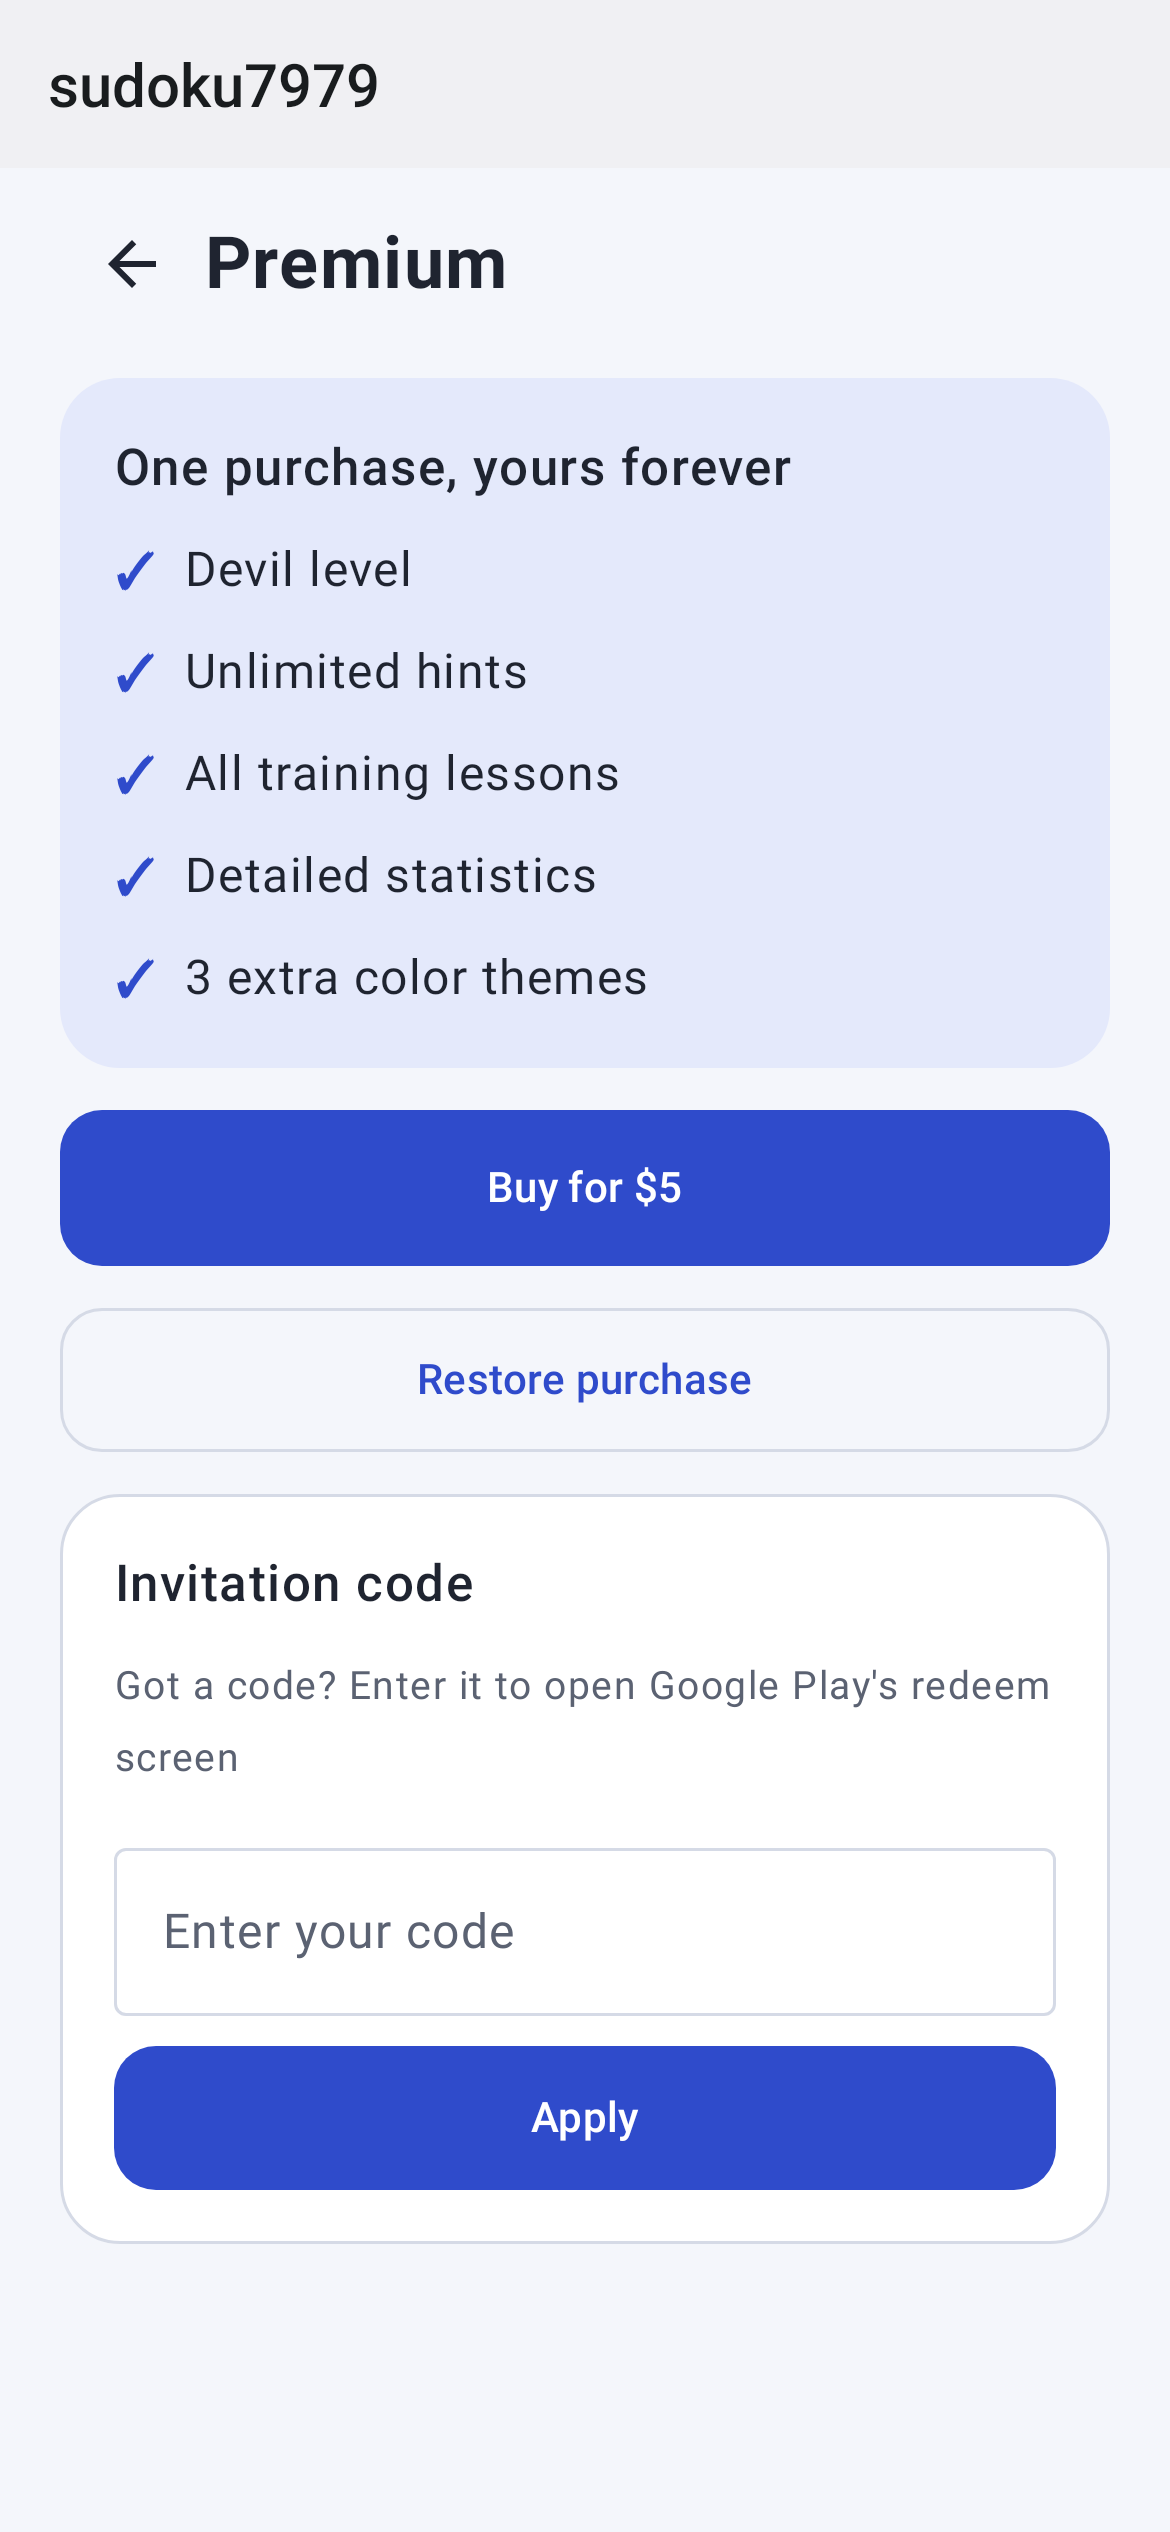 sudoku7979
Premium
One purchase, yours forever
✓ Devil level
✓ Unlimited hints
✓ All training lessons
✓ Detailed statistics
✓ 3 extra color themes
Buy for $5
Restore purchase
Invitation code
Got a code? Enter it to open Google Play's redeem
screen
Enter your code
Apply